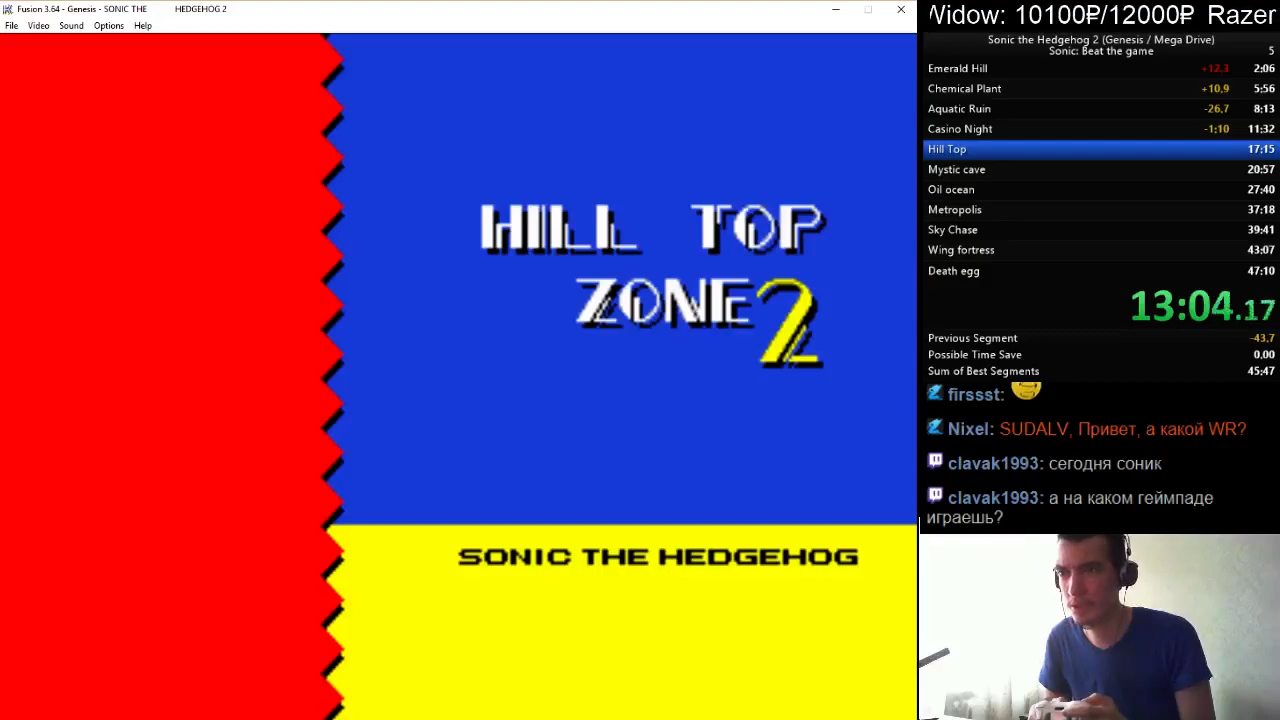 Fusion 3.64 - Genesis - SONIC THE HEDGEHOG 2
File Video Sound Options Help
HILL TOP
ZONE 2
SONIC THE HEDGEHOG
Widow: 10100₽/12000₽ Razer
Sonic the Hedgehog 2 (Genesis / Mega Drive)
Sonic: Beat the game 5
Emerald Hill +12.3 2:06
Chemical Plant +10,9 5:56
Aquatic Ruin -26,7 8:13
Casino Night -1:10 11:32
Hill Top 17:15
Mystic cave 20:57
Oil ocean 27:40
Metropolis 37:18
Sky Chase 39:41
Wing fortress 43:07
Death egg 47:10
13:04.17
Previous Segment -43,7
Possible Time Save 0,00
Sum of Best Segments 45:47
firssst:
Nixel: SUDALV, Привет, а какой WR?
clavak1993: сегодня соник
clavak1993: а на каком геймпаде
играешь?